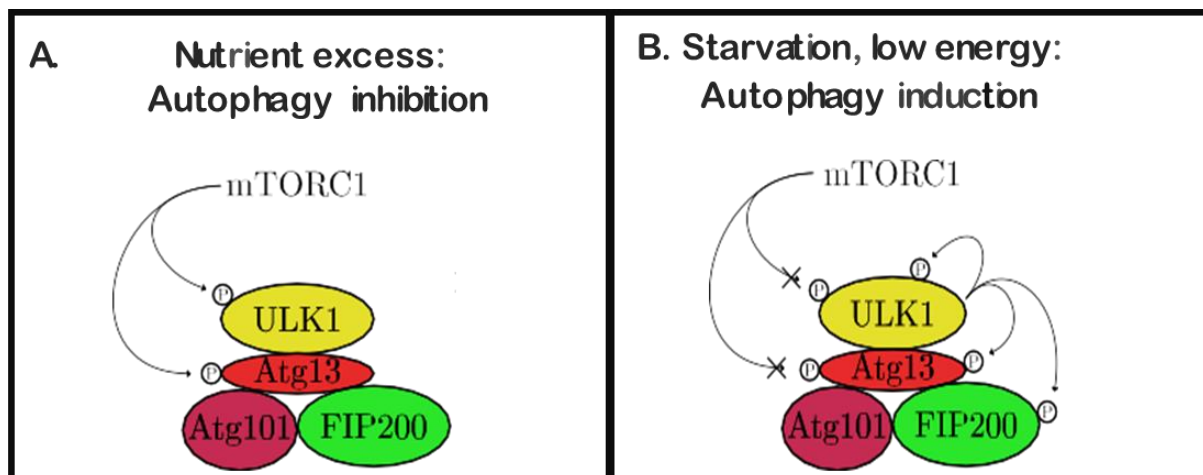 A. Nutrient excess:
Autophagy inhibition
mTORC1
P
ULK1
P
Atg13
Atg101
FIP200
B. Starvation, low energy:
Autophagy induction
mTORC1
P
P
ULK1
P
Atg13
P
Atg101
FIP200
P